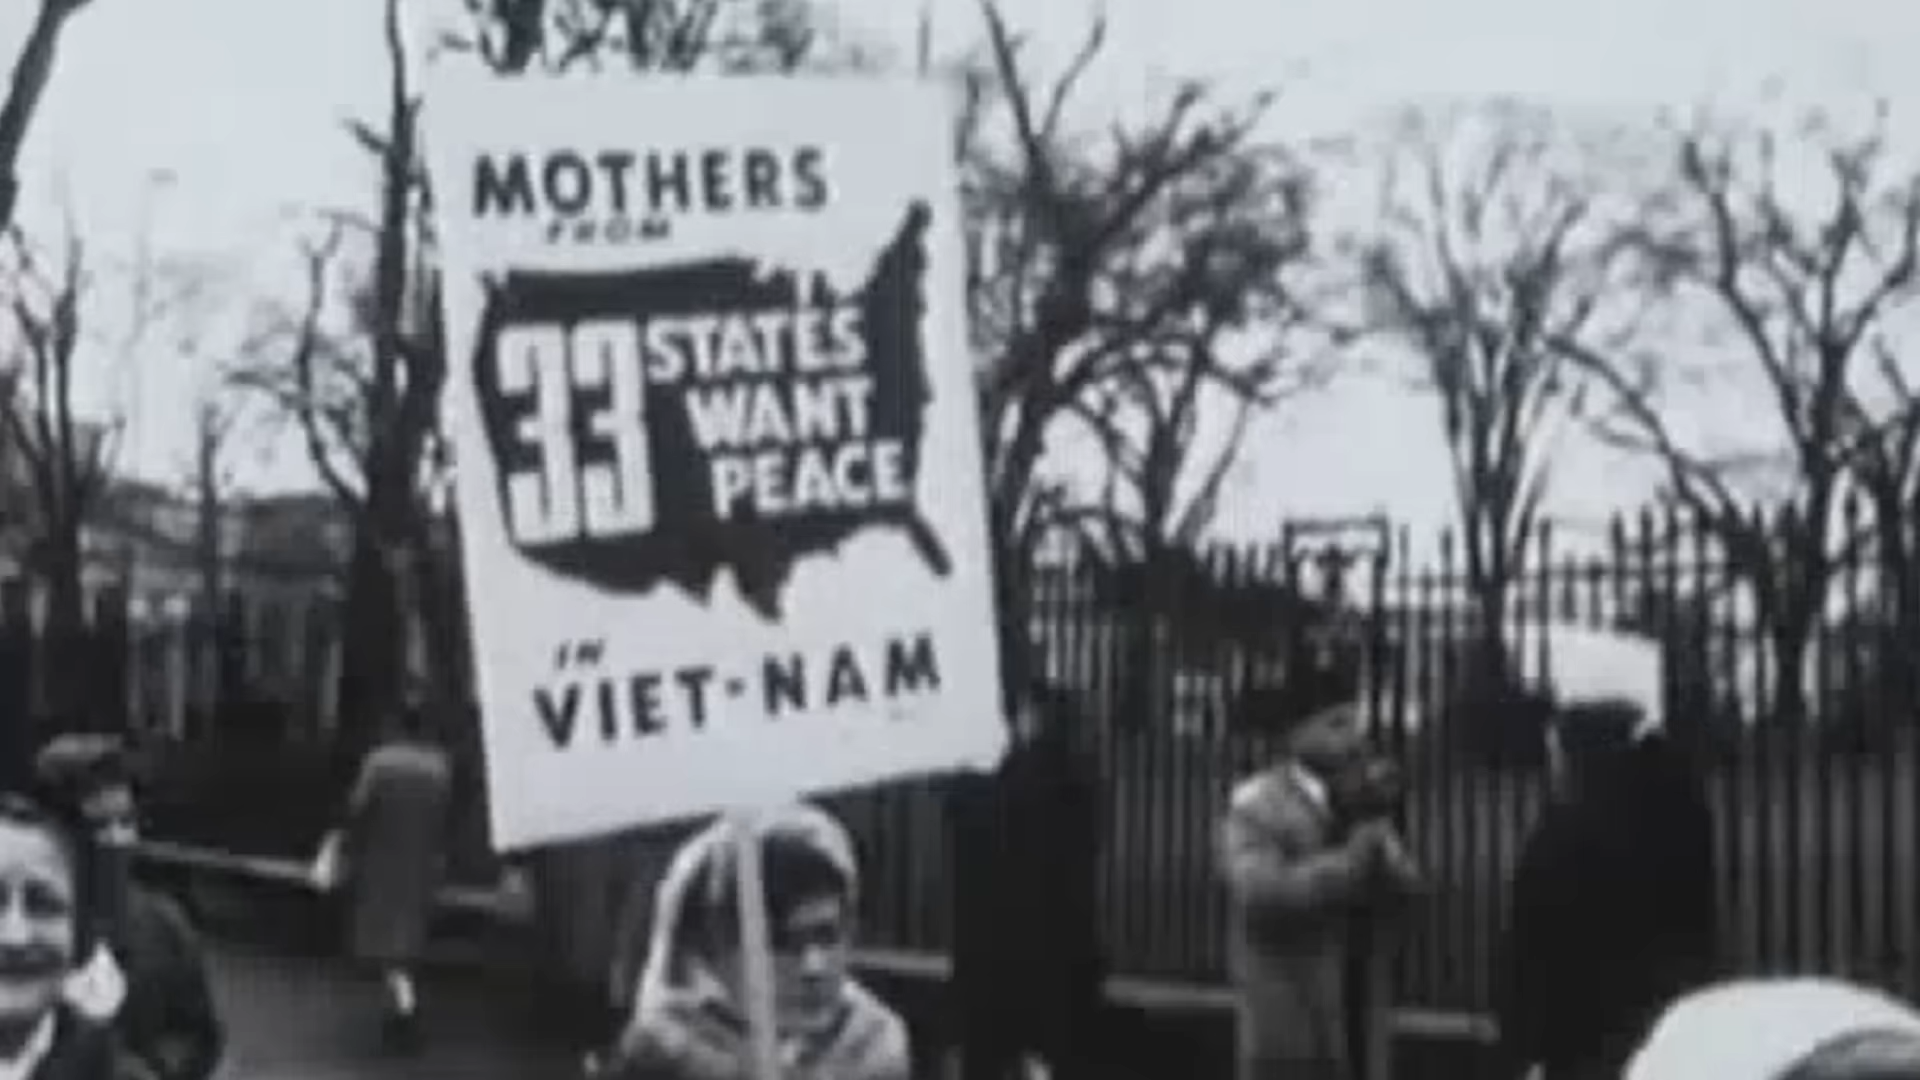 MOTHERS
FROM
33 STATES
WANT
PEACE
IN
VIET-NAM